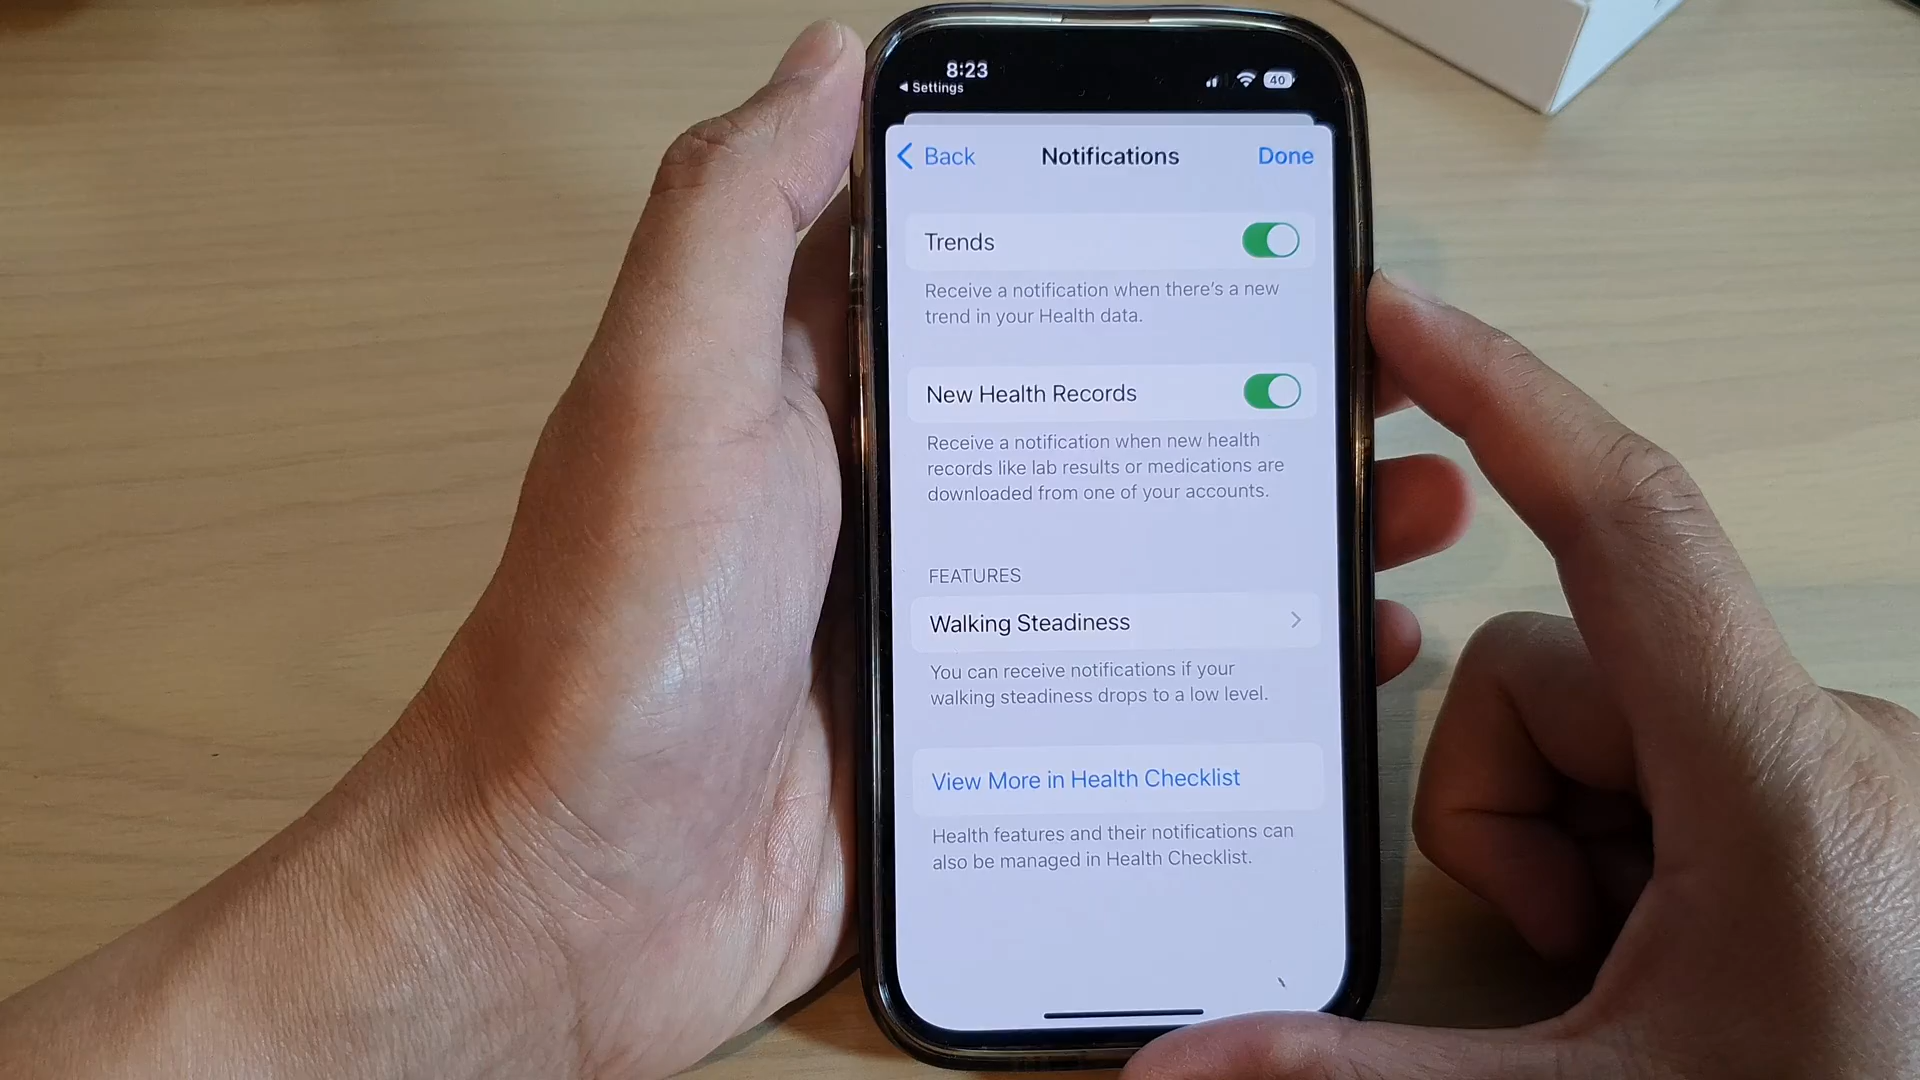 8:23
Settings
40
Back
Notifications
Done
Trends
Receive a notification when there's a new
trend in your Health data.
New Health Records
Receive a notification when new health
records like lab results or medications are
downloaded from one of your accounts.
FEATURES
Walking Steadiness
You can receive notifications if your
walking steadiness drops to a low level.
View More in Health Checklist
Health features and their notifications can
also be managed in Health Checklist.